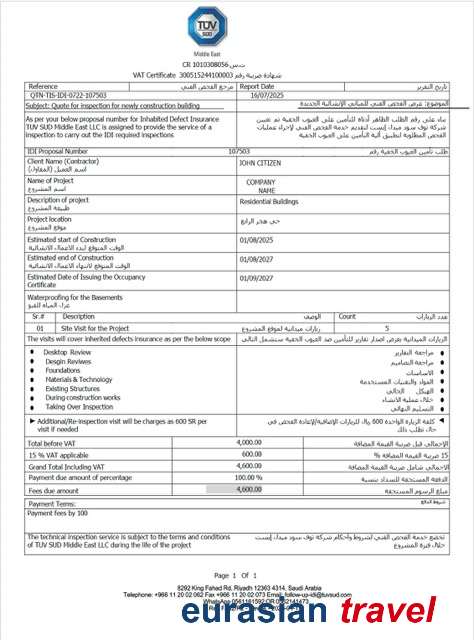 TÜV
SUD
Middle East
CR 1010308056 ت.س
VAT Certificate 300515244100003 شهادة ضريبة رقم
Reference مرجع الفحص الفني Report Date تاريخ التقرير
QTN-TIS-IDI-0722-107503 16/07/2025
Subject: Quote for inspection for newly construction building الموضوع: عرض الفحص الفني للمباني الإنشائية الجديدة
As per your below proposal number for Inhabited Defect Insurance
TUV SUD Middle East LLC is assigned to provide the service of a
inspection to carry out the IDI required inspections
بناء على رقم الطلب الظاهر أدناه للتأمين على العيوب الخفية تم تعيين
شركة توف سود ميدل إيست لتقديم خدمة الفحص الفني لإجراء عمليات
الفحص المطلوبة لتطبيق آلية التأمين على العيوب الخفية
IDI Proposal Number 107503 طلب تأمين العيوب الخفية رقم
Client Name (Contractor) JOHN CITIZEN
اسم العميل (المقاول)
Name of Project COMPANY
NAME
اسم المشروع
Description of project Residential Buildings
طبيعة المشروع
Project location حي هجر الرابع
موقع المشروع
Estimated start of Construction 01/08/2025
الوقت المتوقع لبدء الاعمال الانشائية
Estimated end of Construction 01/08/2027
الوقت المتوقع لانتهاء الاعمال الانشائية
Estimated Date of Issuing the Occupancy 01/09/2027
Certificate
Waterproofing for the Basements
عزل المياه للقبو
Sr.# Description الوصف Count عدد الزيارات
01 Site Visit for the Project زيارات ميدانية لموقع المشروع 5
The visits will cover inherited defects insurance as per the below scope الزيارات الميدانية بغرض اصدار تقارير للتأمين ضد العيوب الخفية ستشمل التالي
Desktop Review مراجعة التقارير
Desgin Reviwes مراجعة التصاميم
Foundations الاساسات
Materials & Technology المواد والتقنيات المستخدمة
Existing Structures الهيكل الحالي
During construction works خلال عملية الانشاء
Taking Over Inspection التسليم النهائي
Additional/Re-Inspection visit will be charges as 600 SR per
visit if needed
كلفة الزيارة الواحدة 600 ريال للزيارات الإضافية/لإعادة الفحص في
حال تطلب ذلك
Total before VAT 4,000.00 الإجمالي قبل ضريبة القيمة المضافة
15 % VAT applicable 600.00 15 ضريبة القيمة المضافة %
Grand Total Including VAT 4,600.00 الاجمالي شامل ضريبة القيمة المضافة
Payment due amount of percentage 100.00 % الدفعة المستحقة للسداد بنسبة
Fees due amount 4,600.00 مبلغ الرسوم المستحقة
Payment Terms: شروط الدفع
Payment fees by 100
The technical inspection service is subject to the terms and conditions
of TUV SUD Middle East LLC during the life of the project
تخضع خدمة الفحص الفني لشروط واحكام شركة توف سود ميدل إيست
خلال فترة المشروع
Page 1 Of 1
8292 King Fahad Rd, Riyadh 12363 4314, Saudi Arabia
Telephone: +966 11 20 02 062 Fax +966 11 20 02 073 Email: follow-up-idi@tuvsud.com
eurasian travel